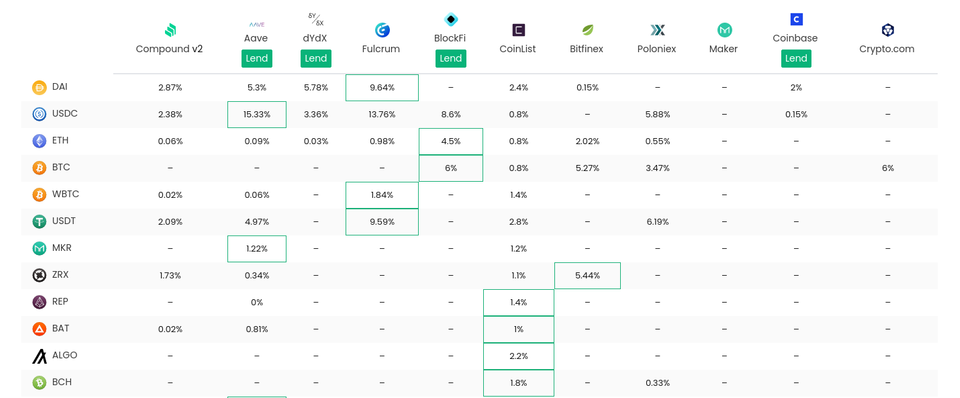 Compound v2 AAVE Aave Lend δY/δX dYdX Lend Fulcrum BlockFi Lend C CoinList Bitfinex Poloniex Maker C Coinbase Lend Crypto.com
DAI 2.87% 5.3% 5.78% 9.64% – 2.4% 0.15% – – 2% –
USDC 2.38% 15.33% 3.36% 13.76% 8.6% 0.8% – 5.88% – 0.15% –
ETH 0.06% 0.09% 0.03% 0.98% 4.5% 0.8% 2.02% 0.55% – – –
BTC – – – – 6% 0.8% 5.27% 3.47% – – 6%
WBTC 0.02% 0.06% – 1.84% – 1.4% – – – – –
USDT 2.09% 4.97% – 9.59% – 2.8% – 6.19% – – –
MKR – 1.22% – – – 1.2% – – – – –
ZRX 1.73% 0.34% – – – 1.1% 5.44% – – – –
REP – 0% – – – 1.4% – – – – –
BAT 0.02% 0.81% – – – 1% – – – – –
ALGO – – – – – 2.2% – – – – –
BCH – – – – – 1.8% – 0.33% – – –